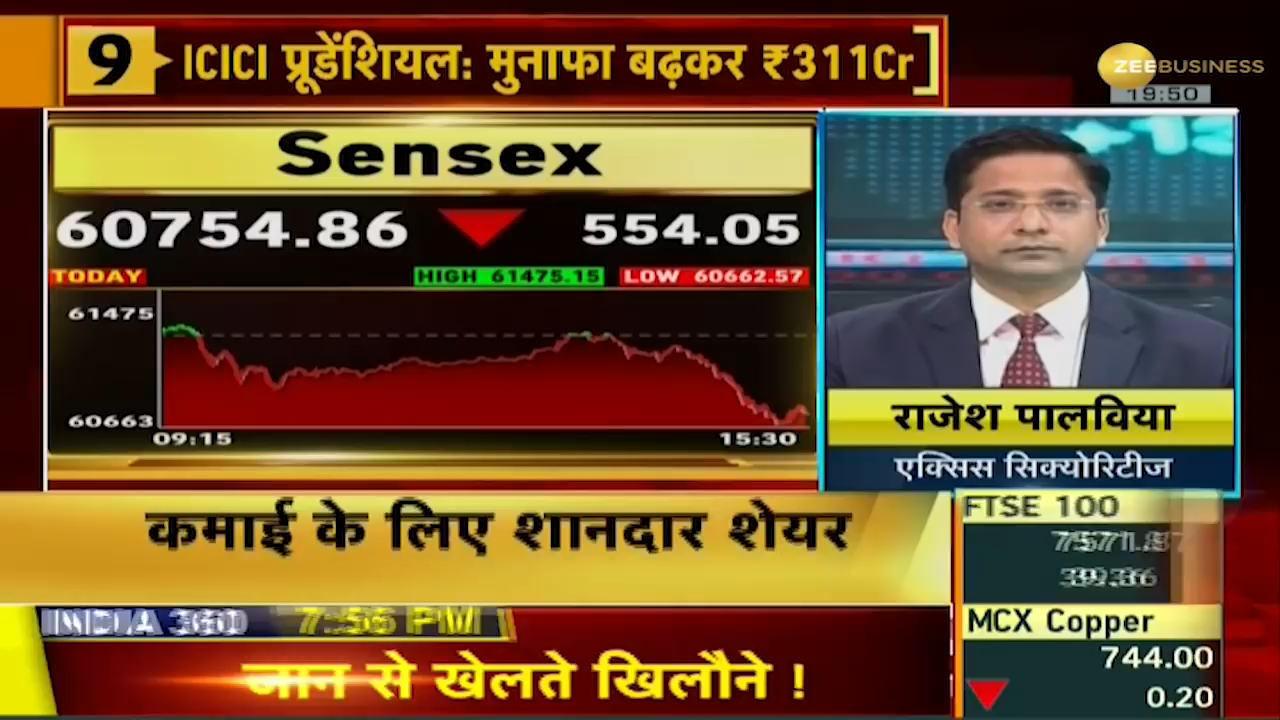 9 ICICI प्रूडेंशियल: मुनाफा बढ़कर ₹311Cr
ZEEBUSINESS
19:50
Sensex
60754.86 554.05
TODAY HIGH 61475.15 LOW 60662.57
61475
60663
09:15 15:30
राजेश पालविया
एक्सिस सिक्योरिटीज
कमाई के लिए शानदार शेयर
FTSE 100
MCX Copper
744.00
0.20
INDIA 360 7:56 PM
जान से खेलते खिलौने !